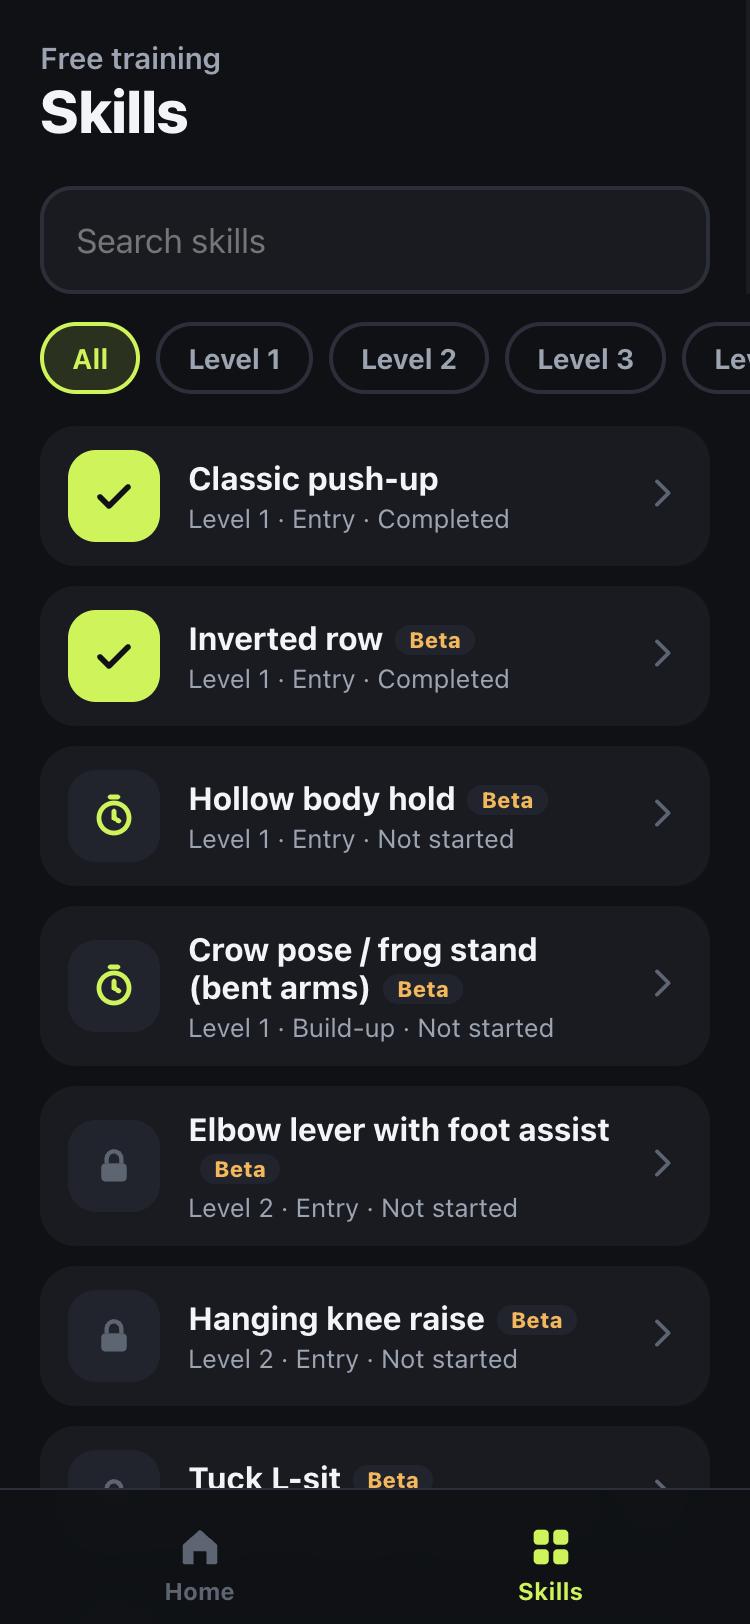 Free training
Skills
Search skills
All
Level 1
Level 2
Level 3
Classic push-up
Level 1 · Entry · Completed
Inverted row Beta
Level 1 · Entry · Completed
Hollow body hold Beta
Level 1 · Entry · Not started
Crow pose / frog stand
(bent arms) Beta
Level 1 · Build-up · Not started
Elbow lever with foot assist
Beta
Level 2 · Entry · Not started
Hanging knee raise Beta
Level 2 · Entry · Not started
Tuck L-sit Beta
Home
Skills